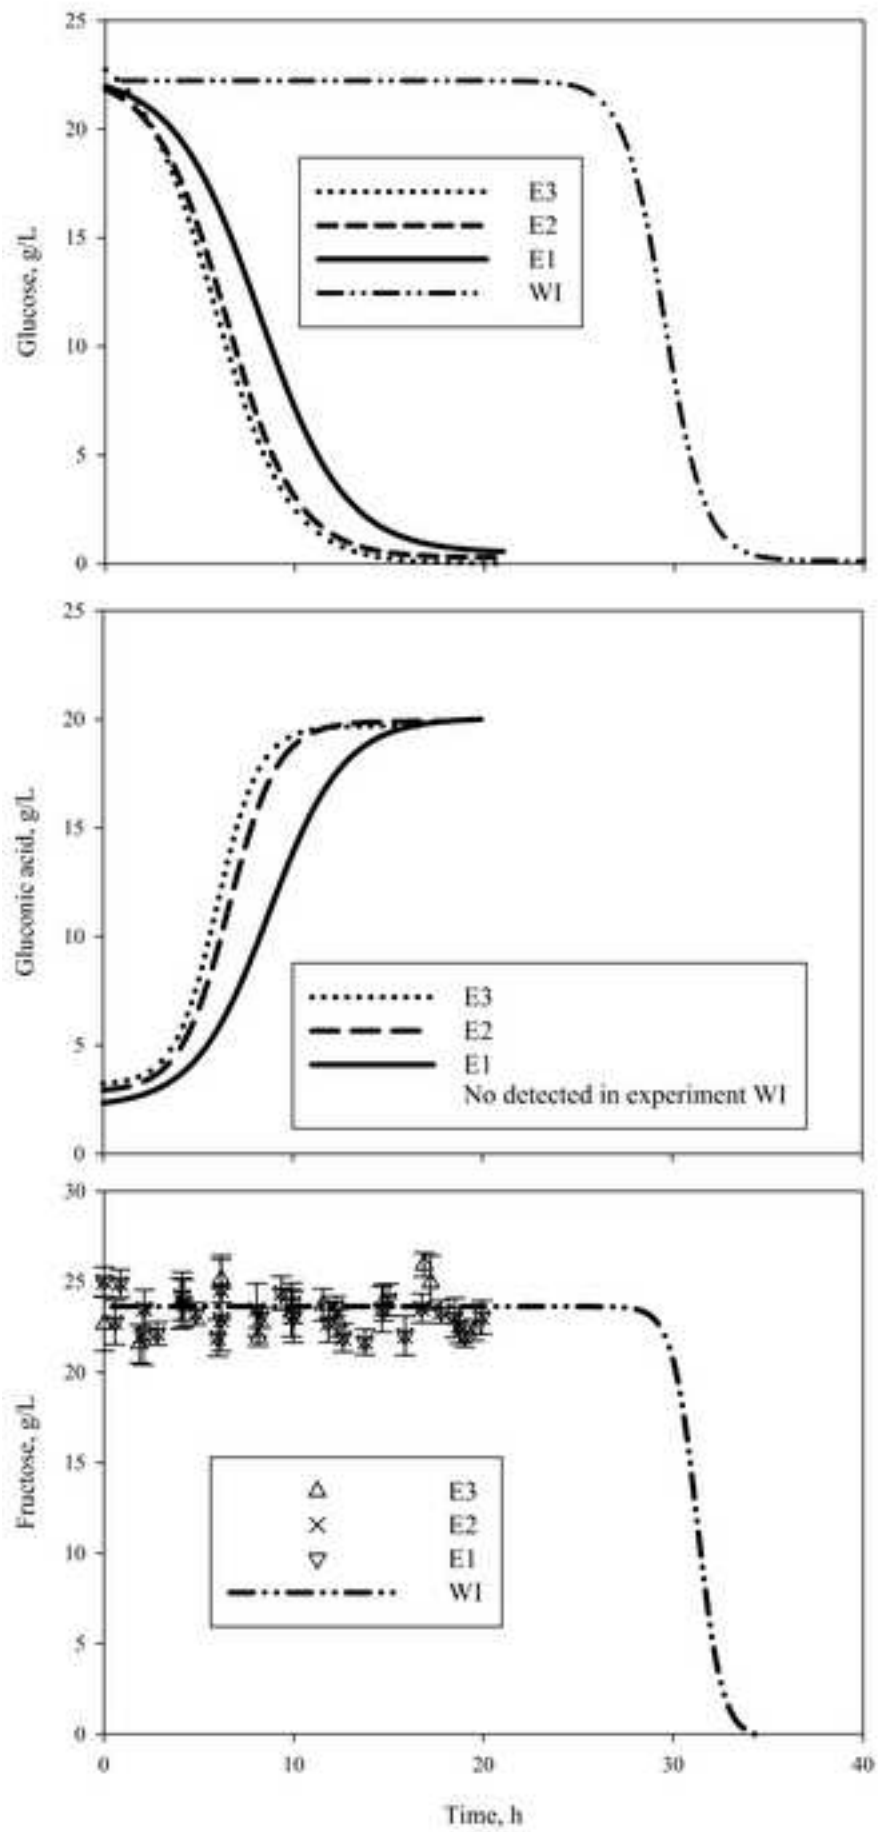 25
20
15
10
5
0
Glucose, g/L
E3
E2
E1
WI
25
20
15
10
5
0
Gluconic acid, g/L
E3
E2
E1
No detected in experiment WI
30
25
20
15
10
5
0
Fructose, g/L
E3
E2
E1
WI
0 10 20 30 40
Time, h